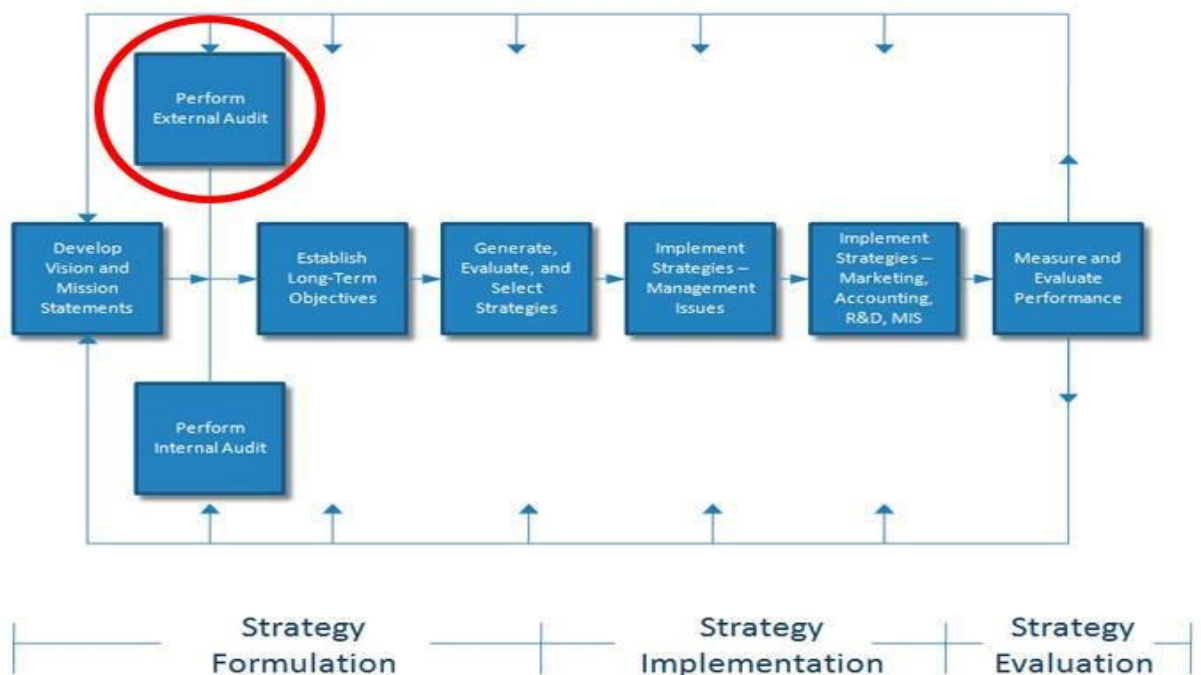 Perform
External Audit
Develop
Vision and
Mission
Statements
Establish
Long-Term
Objectives
Generate,
Evaluate, and
Select
Strategies
Implement
Strategies –
Management
Issues
Implement
Strategies –
Marketing,
Accounting,
R&D, MIS
Measure and
Evaluate
Performance
Perform
Internal Audit
Strategy
Formulation
Strategy
Implementation
Strategy
Evaluation